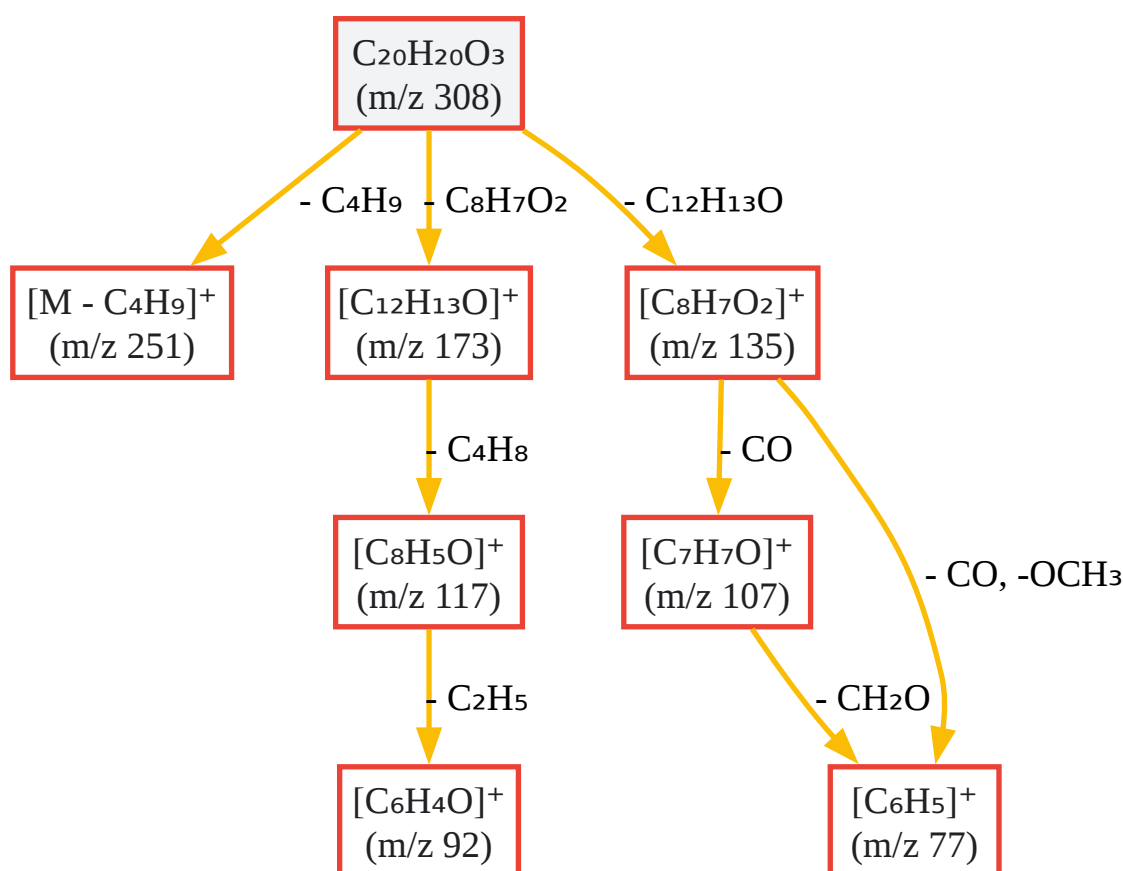 C₂₀H₂₀O₃
(m/z 308)
- C₄H₉
- C₈H₇O₂
- C₁₂H₁₃O
[M - C₄H₉]⁺
(m/z 251)
[C₁₂H₁₃O]⁺
(m/z 173)
[C₈H₇O₂]⁺
(m/z 135)
- C₄H₈
- CO
[C₈H₅O]⁺
(m/z 117)
[C₇H₇O]⁺
(m/z 107)
- CO, -OCH₃
- C₂H₅
- CH₂O
[C₆H₄O]⁺
(m/z 92)
[C₆H₅]⁺
(m/z 77)